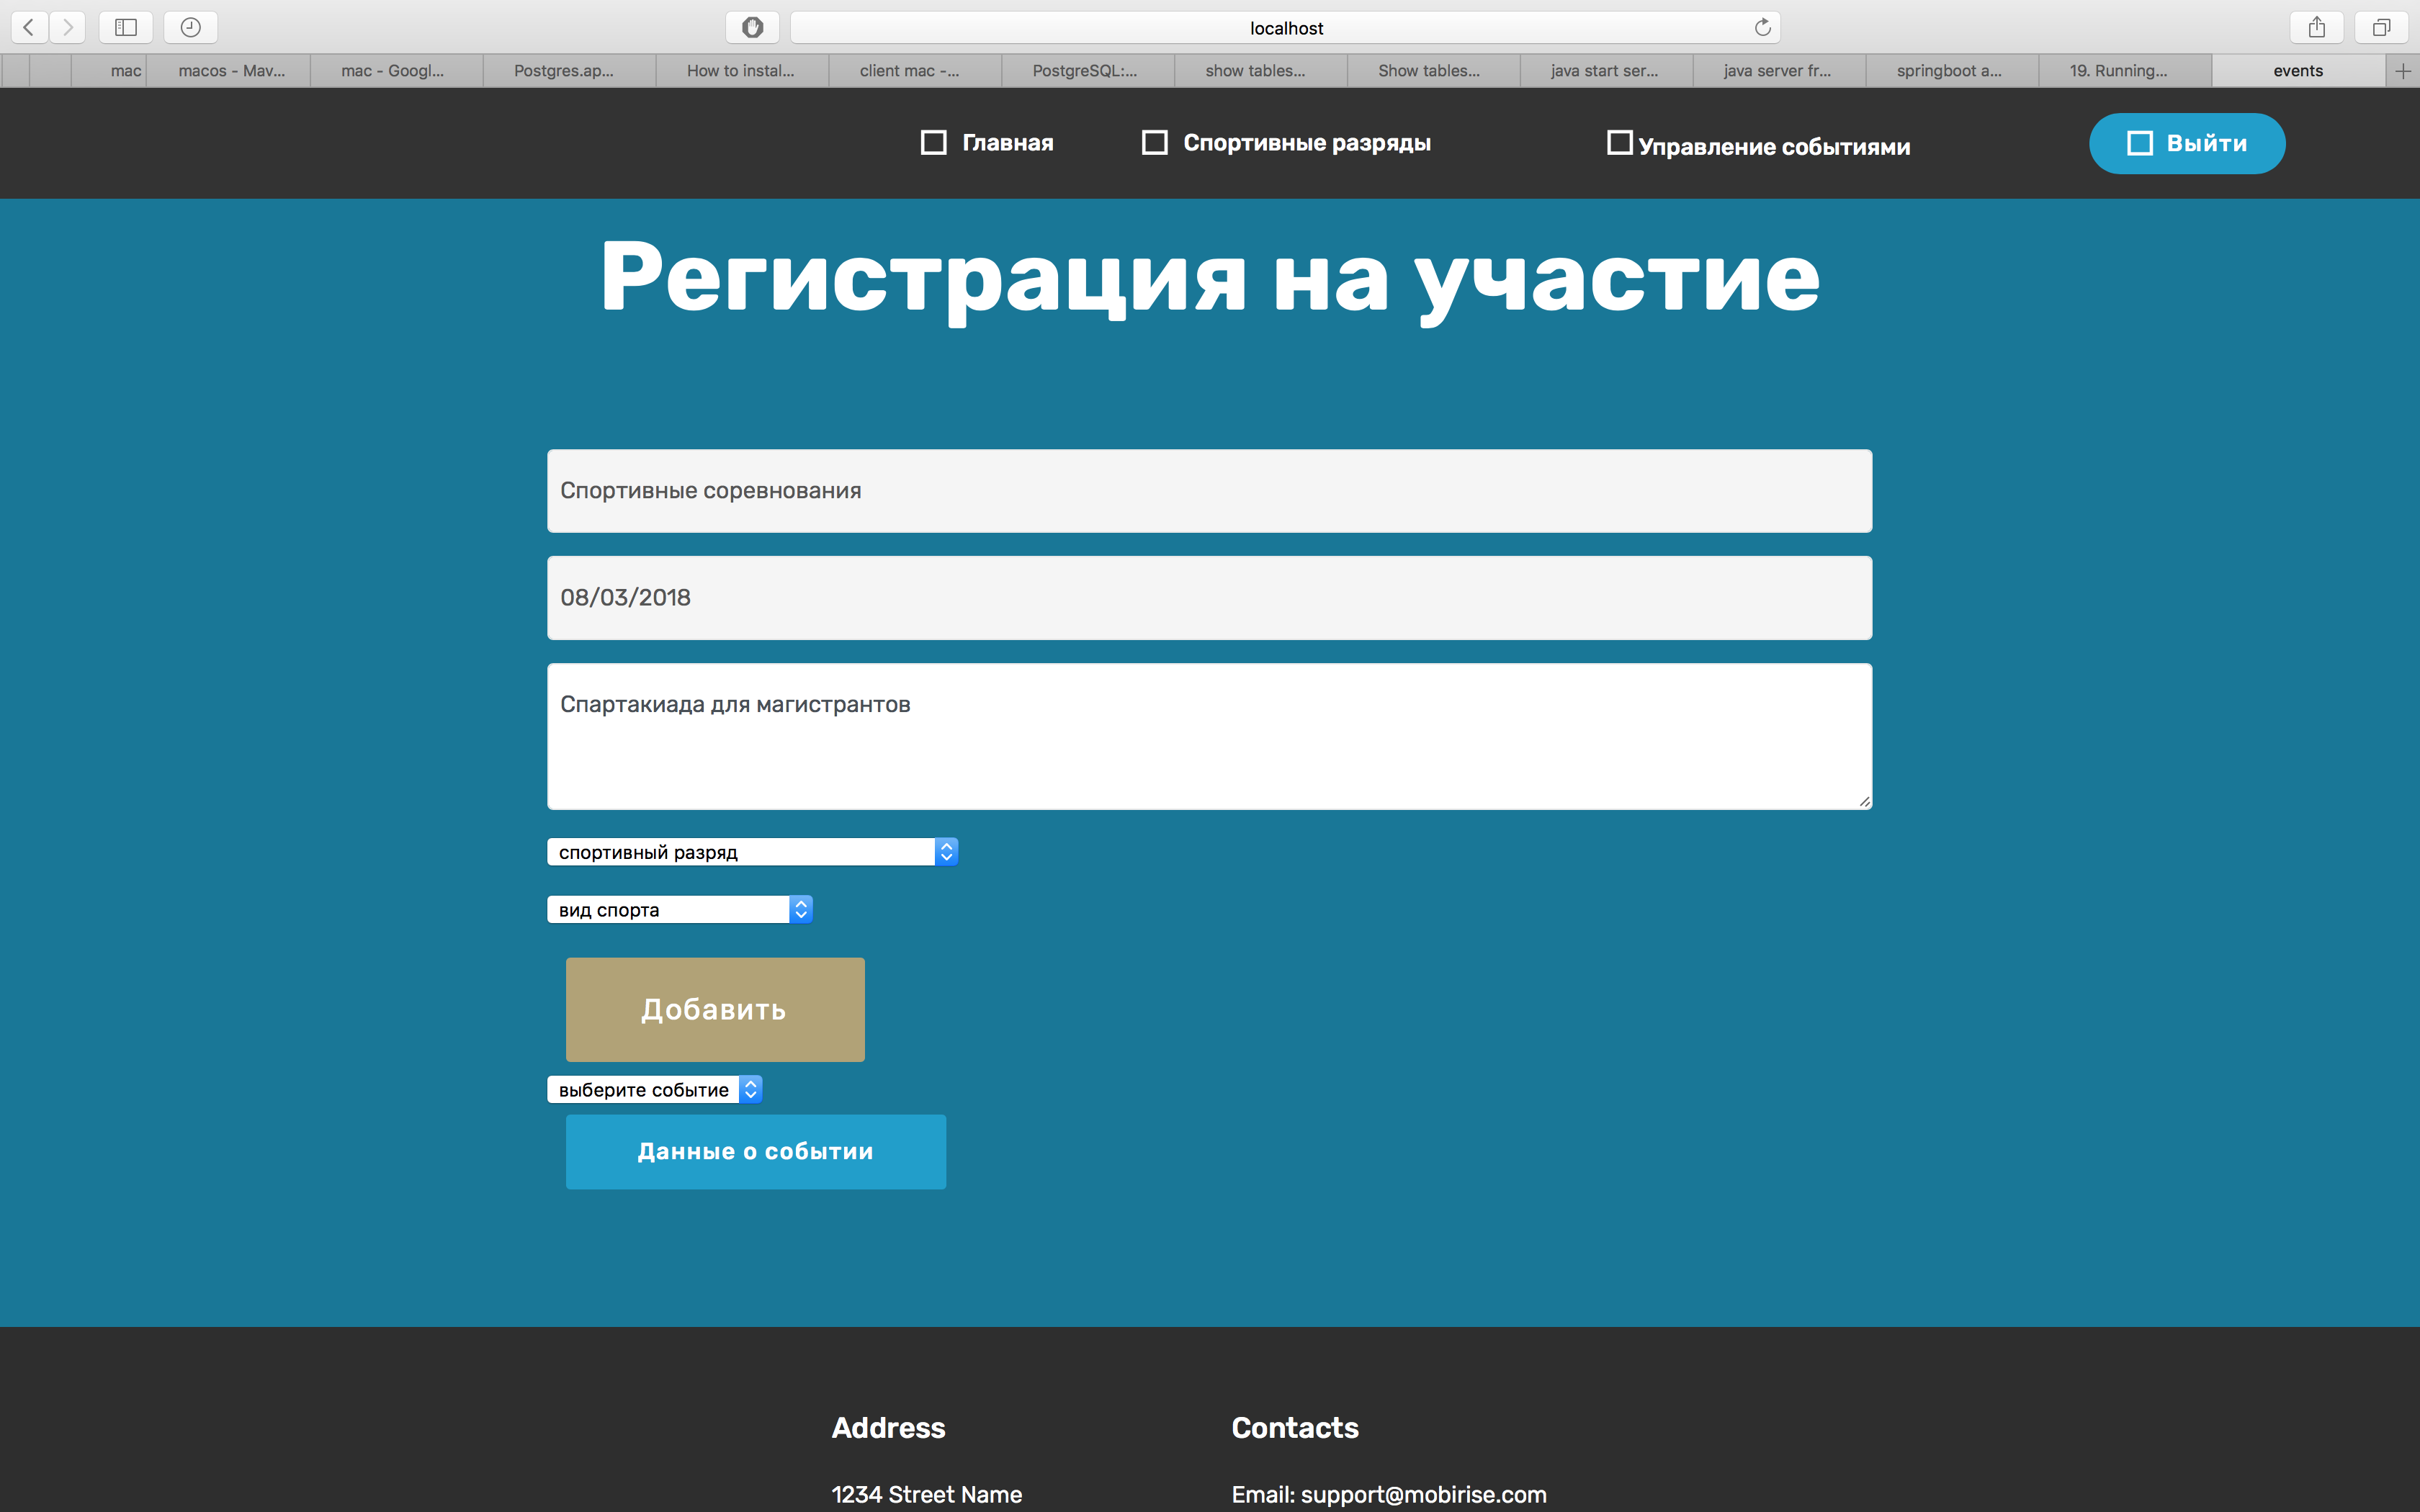 localhost
mac
macos - Mav...
mac - Googl...
Postgres.ap...
How to instal...
client mac -...
PostgreSQL:...
show tables...
Show tables...
java start ser...
java server fr...
springboot a...
19. Running...
events
Главная
Спортивные разряды
Управление событиями
Выйти
Регистрация на участие
Спортивные соревнования
08/03/2018
Спартакиада для магистрантов
спортивный разряд
вид спорта
Добавить
выберите событие
Данные о событии
Address
Contacts
1234 Street Name
Email: support@mobirise.com